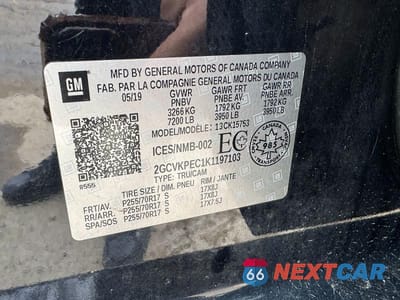 GM
MFD BY GENERAL MOTORS OF CANADA COMPANY
FAB. PAR LA COMPAGNIE GENERAL MOTORS DU CANADA
05/19 GVWR GAWR FRT GAWR RR
PNBV PNBE AV. PNBE ARR.
3266 KG 1792 KG 1792 KG
7200 LB 3950 LB 3950 LB
MODEL/MODÈLE: 13CK15753
ICES/NMB-002
2GCVKPEC1K1197103
TYPE: TRU/CAM
985
#555
TIRE SIZE / DIM. PNEU RIM / JANTE
FRT/AV. P255/70R17 S 17X8J
RR/ARR. P255/70R17 S 17X8J
SPA/SOS P255/70R17 S 17X7.5J
66 NEXTCAR